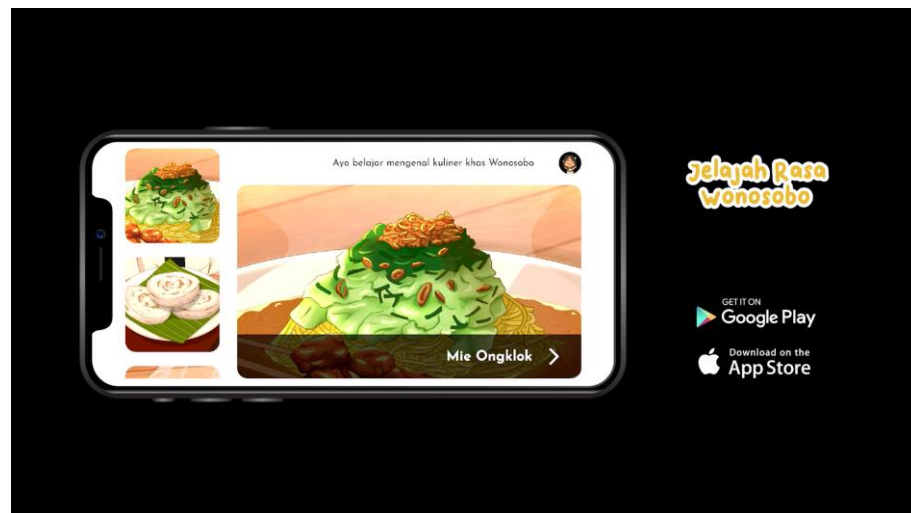 Ayo belajar mengenal kuliner khas Wonosobo
Mie Ongklok
Jelajah Rasa
Wonosobo
GET IT ON
Google Play
Download on the
App Store